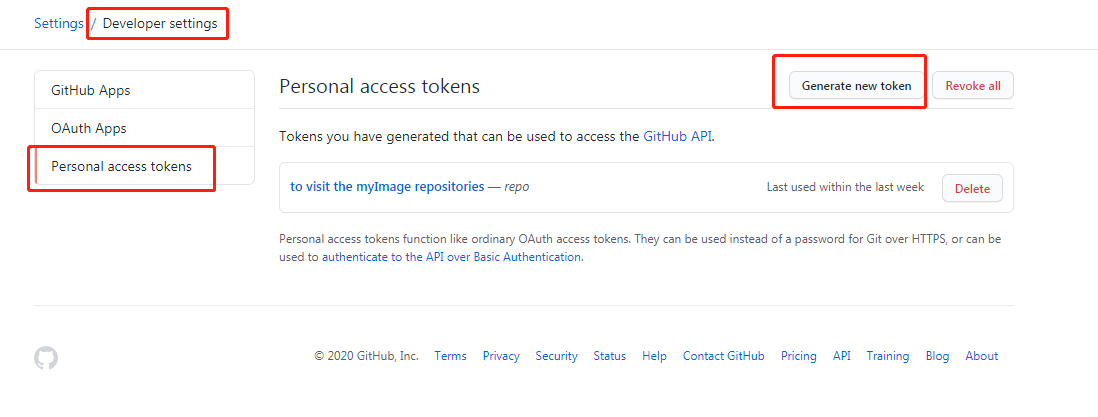 Settings / Developer settings
GitHub Apps
OAuth Apps
Personal access tokens
Personal access tokens
Generate new token
Revoke all
Tokens you have generated that can be used to access the GitHub API.
to visit the myImage repositories — repo
Last used within the last week
Delete
Personal access tokens function like ordinary OAuth access tokens. They can be used instead of a password for Git over HTTPS, or can be
used to authenticate to the API over Basic Authentication.
© 2020 GitHub, Inc. Terms Privacy Security Status Help Contact GitHub Pricing API Training Blog About